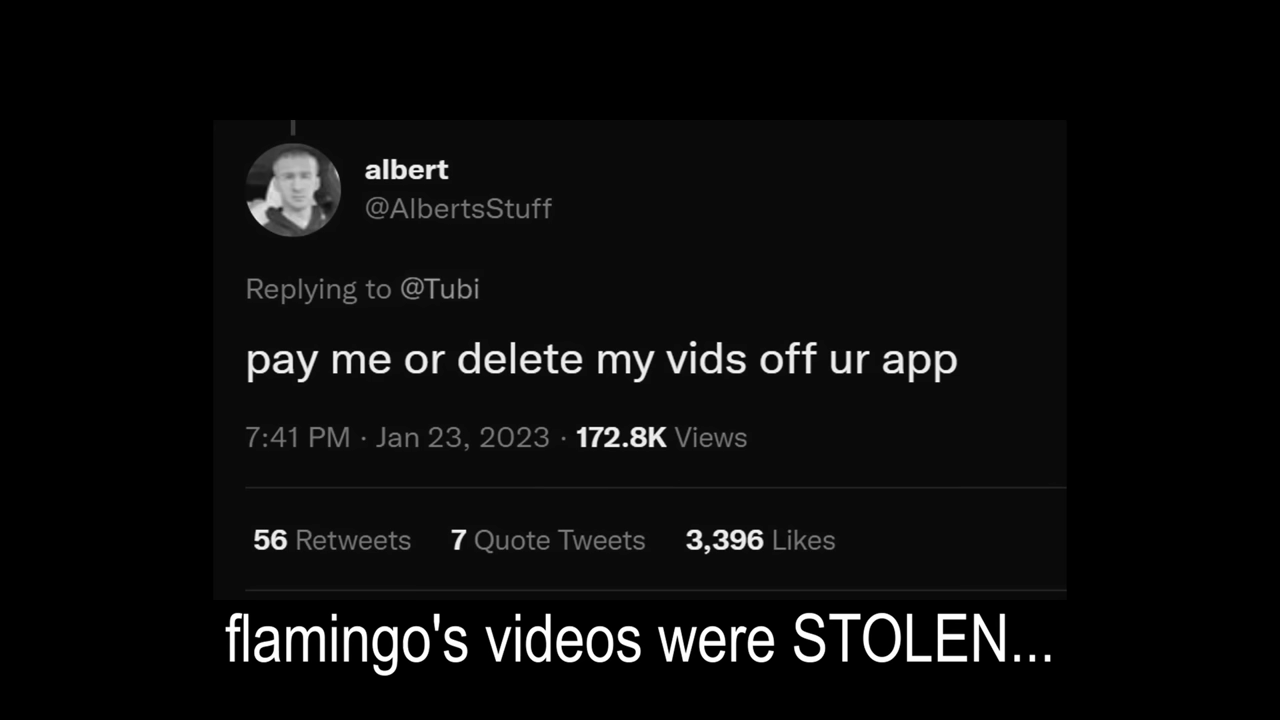 albert
@AlbertsStuff
Replying to @Tubi
pay me or delete my vids off ur app
7:41 PM · Jan 23, 2023 · 172.8K Views
56 Retweets 7 Quote Tweets 3,396 Likes
flamingo's videos were STOLEN...